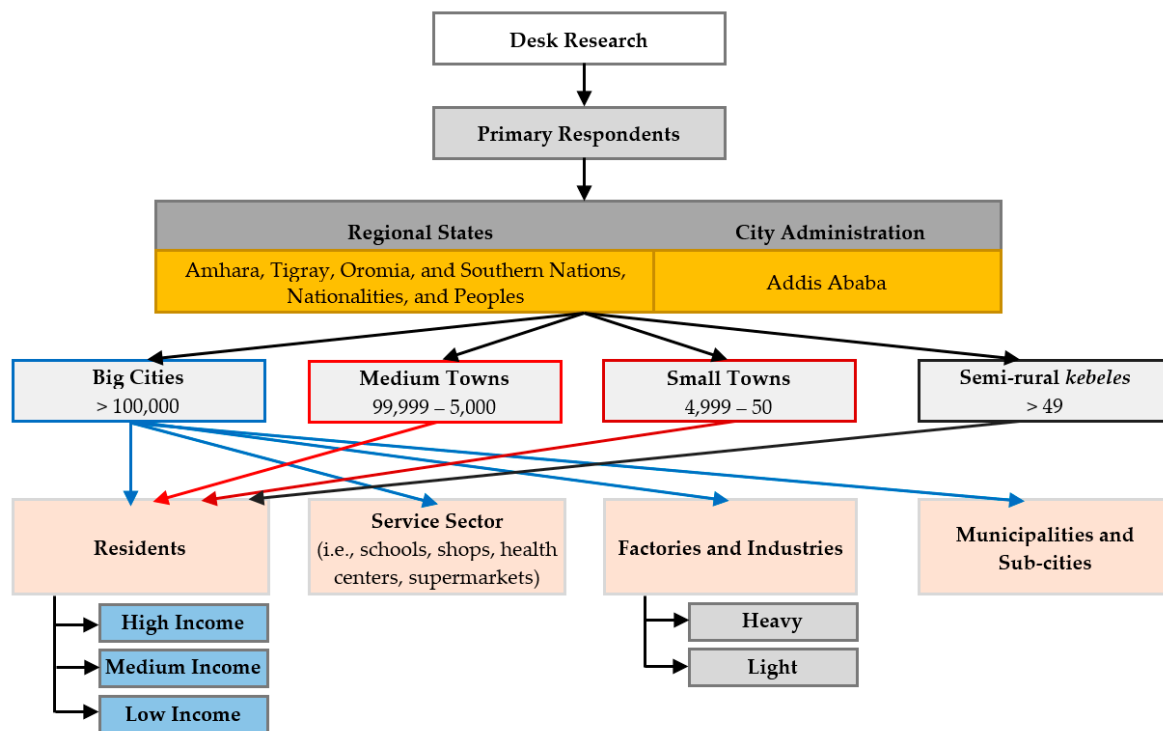 Desk Research
Primary Respondents
Regional States
City Administration
Amhara, Tigray, Oromia, and Southern Nations,
Nationalities, and Peoples
Addis Ababa
Big Cities
> 100,000
Medium Towns
99,999 – 5,000
Small Towns
4,999 – 50
Semi-rural kebeles
> 49
Residents
Service Sector
(i.e., schools, shops, health
centers, supermarkets)
Factories and Industries
Municipalities and
Sub-cities
High Income
Medium Income
Low Income
Heavy
Light